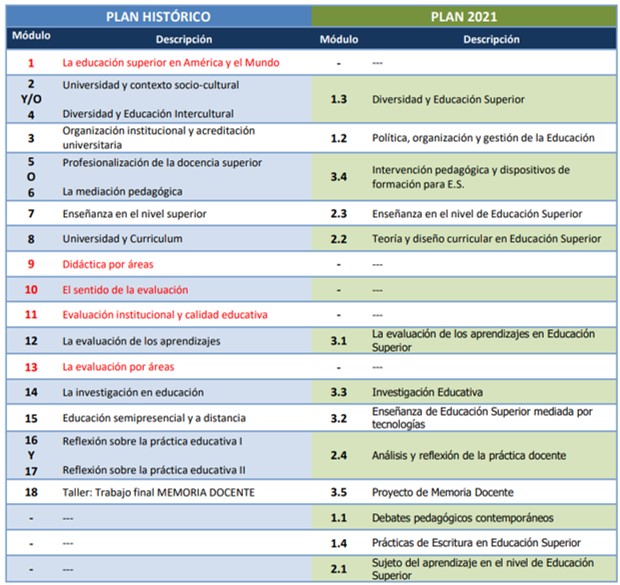 PLAN HISTÓRICO PLAN 2021
Módulo Descripción Módulo Descripción
1 La educación superior en América y el Mundo - ---
2 Universidad y contexto socio-cultural
Y/O 1.3 Diversidad y Educación Superior
4 Diversidad y Educación Intercultural
3 Organización institucional y acreditación universitaria 1.2 Política, organización y gestión de la Educación
5 Profesionalización de la docencia superior
O 3.4 Intervención pedagógica y dispositivos de formación para E.S.
6 La mediación pedagógica
7 Enseñanza en el nivel superior 2.3 Enseñanza en el nivel de Educación Superior
8 Universidad y Curriculum 2.2 Teoría y diseño curricular en Educación Superior
9 Didáctica por áreas - ---
10 El sentido de la evaluación - ---
11 Evaluación institucional y calidad educativa - ---
12 La evaluación de los aprendizajes 3.1 La evaluación de los aprendizajes en Educación Superior
13 La evaluación por áreas - ---
14 La investigación en educación 3.3 Investigación Educativa
15 Educación semipresencial y a distancia 3.2 Enseñanza de Educación Superior mediada por tecnologías
16 Reflexión sobre la práctica educativa I
Y 2.4 Análisis y reflexión de la práctica docente
17 Reflexión sobre la práctica educativa II
18 Taller: Trabajo final MEMORIA DOCENTE 3.5 Proyecto de Memoria Docente
- --- 1.1 Debates pedagógicos contemporáneos
- --- 1.4 Prácticas de Escritura en Educación Superior
- --- 2.1 Sujeto del aprendizaje en el nivel de Educación Superior